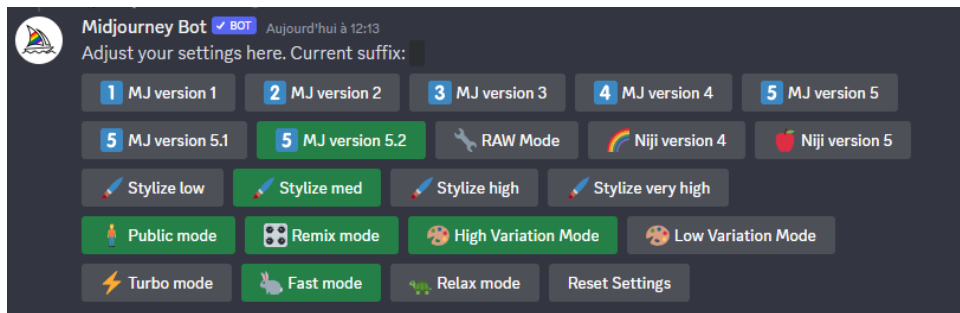 Midjourney Bot ✓ BOT Aujourd'hui à 12:13
Adjust your settings here. Current suffix:
1 MJ version 1 2 MJ version 2 3 MJ version 3 4 MJ version 4 5 MJ version 5
5 MJ version 5.1 5 MJ version 5.2 RAW Mode Niji version 4 Niji version 5
Stylize low Stylize med Stylize high Stylize very high
Public mode Remix mode High Variation Mode Low Variation Mode
Turbo mode Fast mode Relax mode Reset Settings